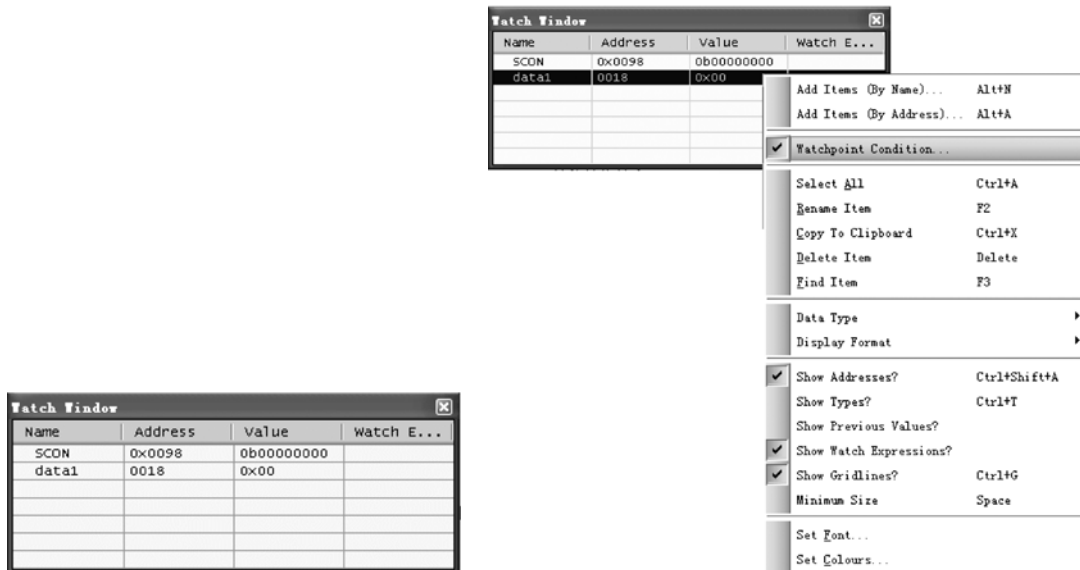 Watch Window
Name Address Value Watch E...
SCON 0x0098 0b00000000
data1 0018 0x00
Add Items (By Name)... Alt+N
Add Items (By Address)... Alt+A
Watchpoint Condition...
Select All Ctrl+A
Rename Item F2
Copy To Clipboard Ctrl+X
Delete Item Delete
Find Item F3
Data Type
Display Format
Show Addresses? Ctrl+Shift+A
Show Types? Ctrl+T
Show Previous Values?
Show Watch Expressions?
Show Gridlines? Ctrl+G
Minimum Size Space
Set Font...
Set Colours...
Watch Window
Name Address Value Watch E...
SCON 0x0098 0b00000000
data1 0018 0x00